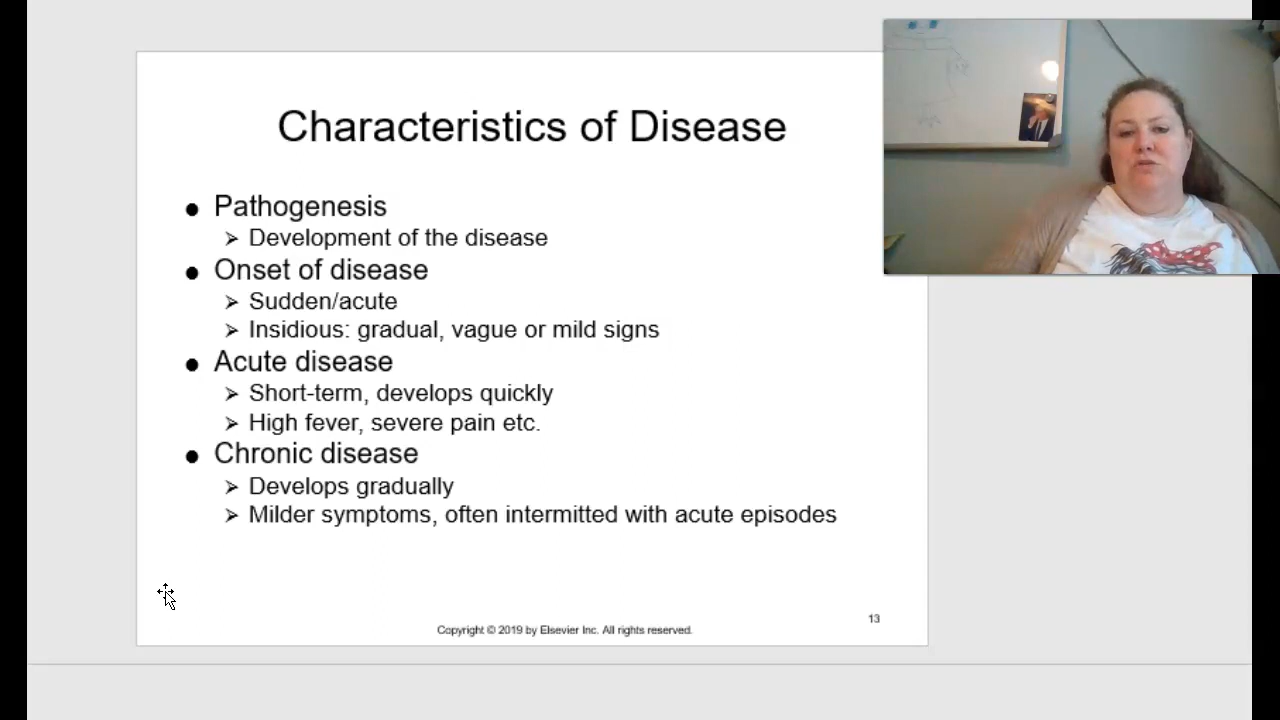 Characteristics of Disease
● Pathogenesis
➢ Development of the disease
● Onset of disease
➢ Sudden/acute
➢ Insidious: gradual, vague or mild signs
● Acute disease
➢ Short-term, develops quickly
➢ High fever, severe pain etc.
● Chronic disease
➢ Develops gradually
➢ Milder symptoms, often intermitted with acute episodes
13
Copyright © 2019 by Elsevier Inc. All rights reserved.